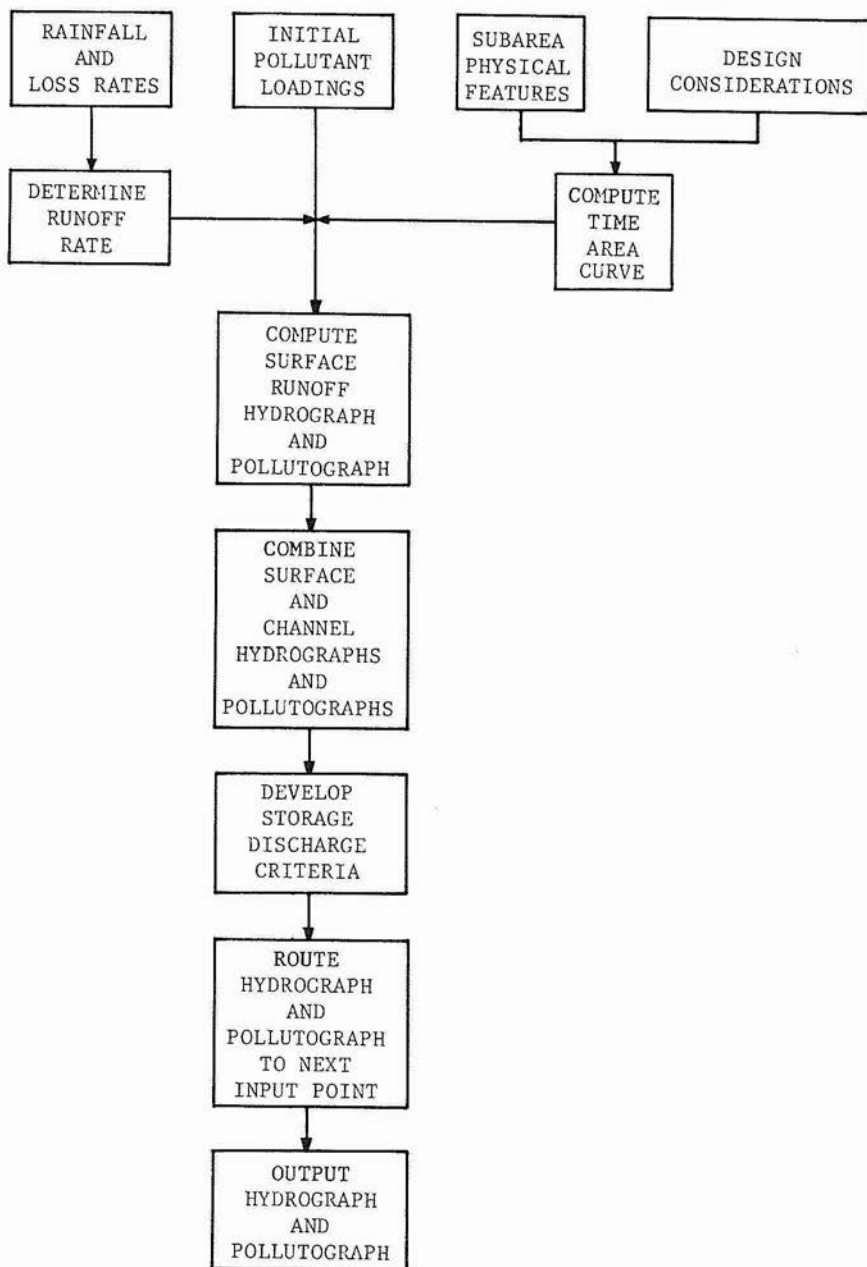 RAINFALL
AND
LOSS RATES
INITIAL
POLLUTANT
LOADINGS
SUBAREA
PHYSICAL
FEATURES
DESIGN
CONSIDERATIONS
DETERMINE
RUNOFF
RATE
COMPUTE
TIME
AREA
CURVE
COMPUTE
SURFACE
RUNOFF
HYDROGRAPH
AND
POLLUTOGRAPH
COMBINE
SURFACE
AND
CHANNEL
HYDROGRAPHS
AND
POLLUTOGRAPHS
DEVELOP
STORAGE
DISCHARGE
CRITERIA
ROUTE
HYDROGRAPH
AND
POLLUTOGRAPH
TO NEXT
INPUT POINT
OUTPUT
HYDROGRAPH
AND
POLLUTOGRAPH